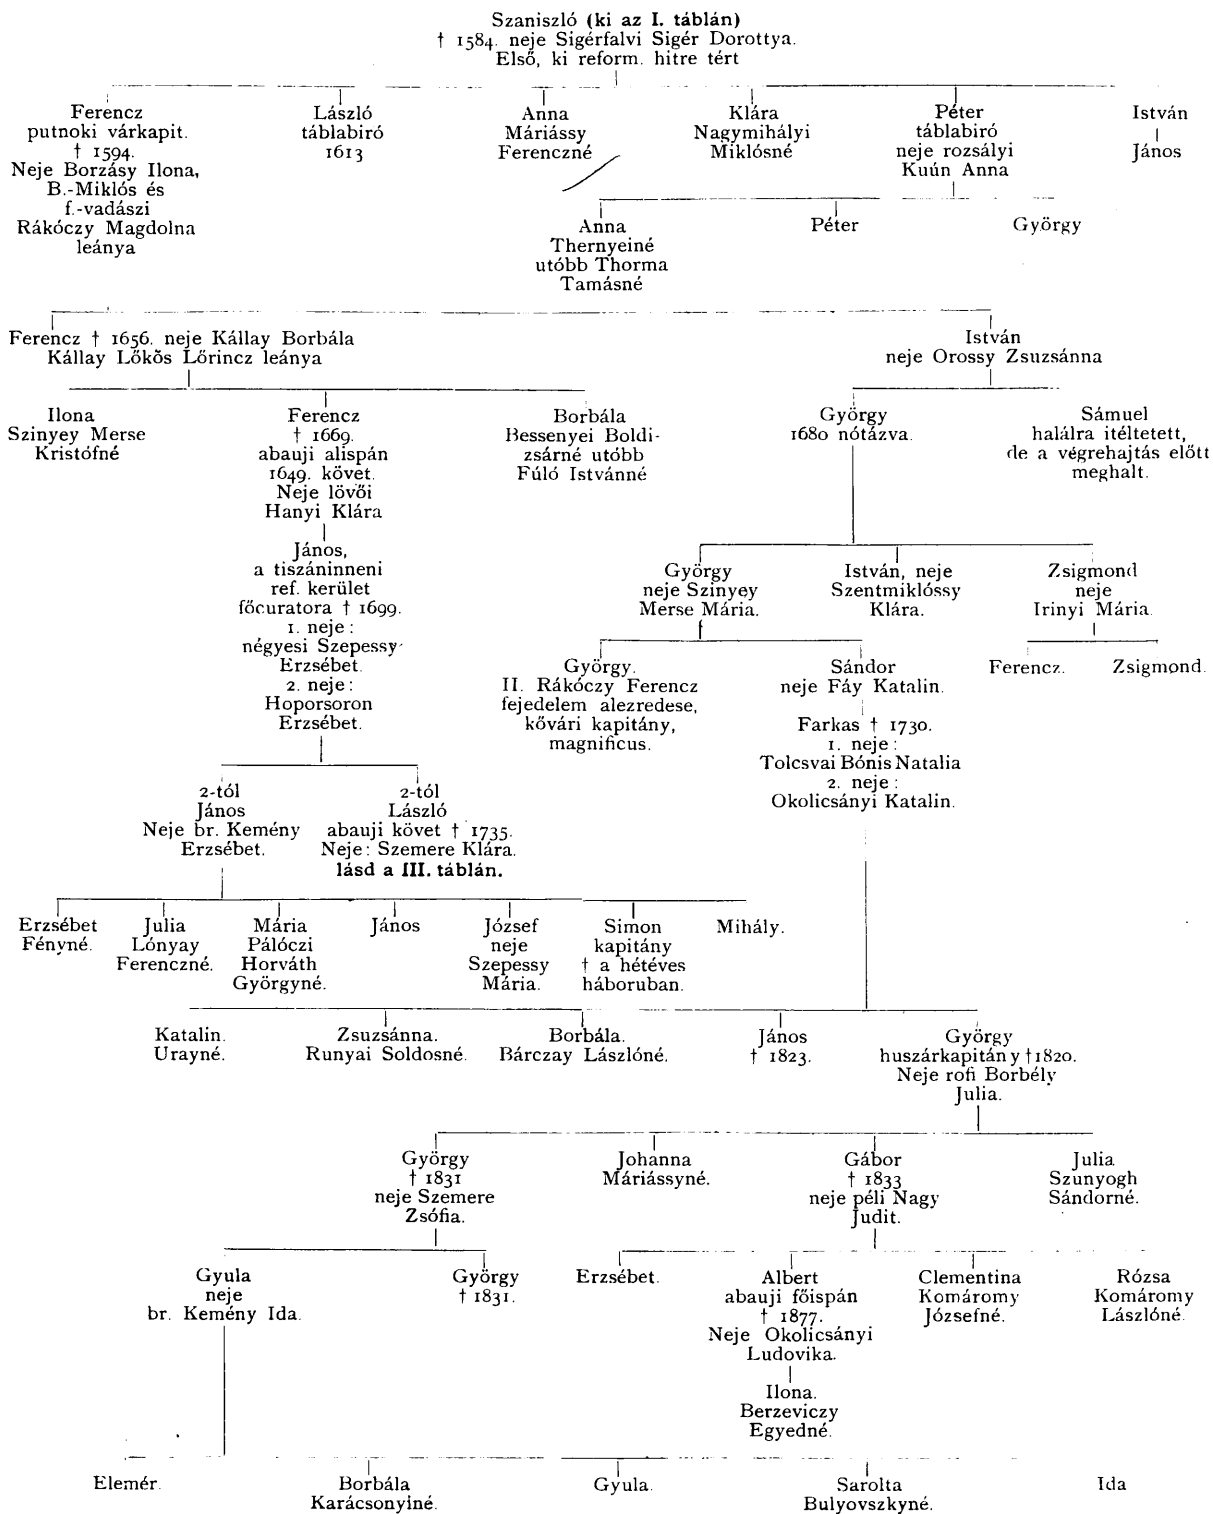 Szaniszló (ki az I. táblán)
† 1584. neje Sigérfalvi Sigér Dorottya.
Első, ki reform. hitre tért
Ferencz
putnoki várkapit.
† 1594.
Neje Borzásy Ilona,
B.-Miklós és
f.-vadászi
Rákóczy Magdolna
leánya
László
táblabiró
1613
Anna
Máriássy
Ferenczné
Klára
Nagymihályi
Miklósné
Péter
táblabiró
neje rozsályi
Kuún Anna
István
János
Anna
Thernyeiné
utóbb Thorma
Tamásné
Péter
György
Ferencz † 1656. neje Kállay Borbála
Kállay Lőkös Lőrincz leánya
István
neje Orossy Zsuzsánna
Ilona
Szinyey Merse
Kristófné
Ferencz
† 1669.
abauji alispán
1649. követ.
Neje lövői
Hanyi Klára
Borbála
Bessenyei Boldi-
zsárné utóbb
Fúló Istvánné
György
1680 nótázva.
Sámuel
halálra itéltetett,
de a végrehajtás előtt
meghalt.
János,
a tiszáninneni
ref. kerület
főcuratora † 1699.
1. neje:
négyesi Szepessy
Erzsébet.
2. neje:
Hoporsoron
Erzsébet.
György
neje Szinyey
Merse Mária.
István, neje
Szentmiklóssy
Klára.
Zsigmond
neje
Irinyi Mária.
György.
II. Rákóczy Ferencz
fejedelem alezredese,
kővári kapitány,
magnificus.
Sándor
neje Fáy Katalin.
Ferencz.
Zsigmond.
Farkas † 1730.
1. neje:
Tolcsvai Bónis Natalia
2. neje:
Okolicsányi Katalin.
2-tól
János
Neje br. Kemény
Erzsébet.
2-tól
László
abauji követ † 1735.
Neje: Szemere Klára.
lásd a III. táblán.
Erzsébet
Fényné.
Julia
Lónyay
Ferenczné.
Mária
Pálóczi
Horváth
Györgyné.
János
József
neje
Szepessy
Mária.
Simon
kapitány
† a hétéves
háboruban.
Mihály.
Katalin.
Urayné.
Zsuzsánna.
Runyai Soldosné.
Borbála.
Bárczay Lászlóné.
János
† 1823.
György
huszárkapitány †1820.
Neje rofi Borbély
Julia.
György
† 1831
neje Szemere
Zsófia.
Johanna
Máriássyné.
Gábor
† 1833
neje péli Nagy
Judit.
Julia
Szunyogh
Sándorné.
Gyula
neje
br. Kemény Ida.
György
† 1831.
Erzsébet.
Albert
abauji főispán
† 1877.
Neje Okolicsányi
Ludovika.
Clementina
Komáromy
Józsefné.
Rózsa
Komáromy
Lászlóné.
Ilona.
Berzeviczy
Egyedné.
Elemér.
Borbála
Karácsonyiné.
Gyula.
Sarolta
Bulyovszkyné.
Ida